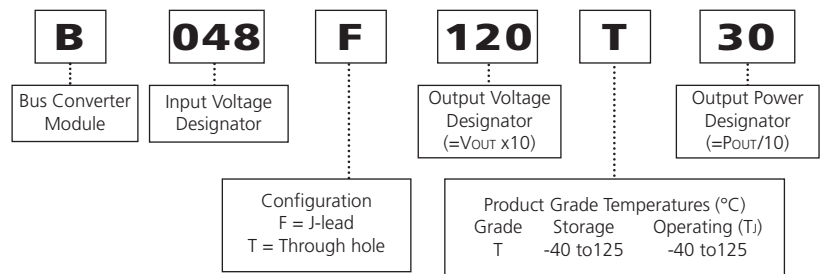 B 048 F 120 T 30
Bus Converter
Module
Input Voltage
Designator
Output Voltage
Designator
(=VOUT x10)
Output Power
Designator
(=POUT/10)
Configuration
F = J-lead
T = Through hole
Product Grade Temperatures (°C)
Grade Storage Operating (TJ)
T -40 to125 -40 to125